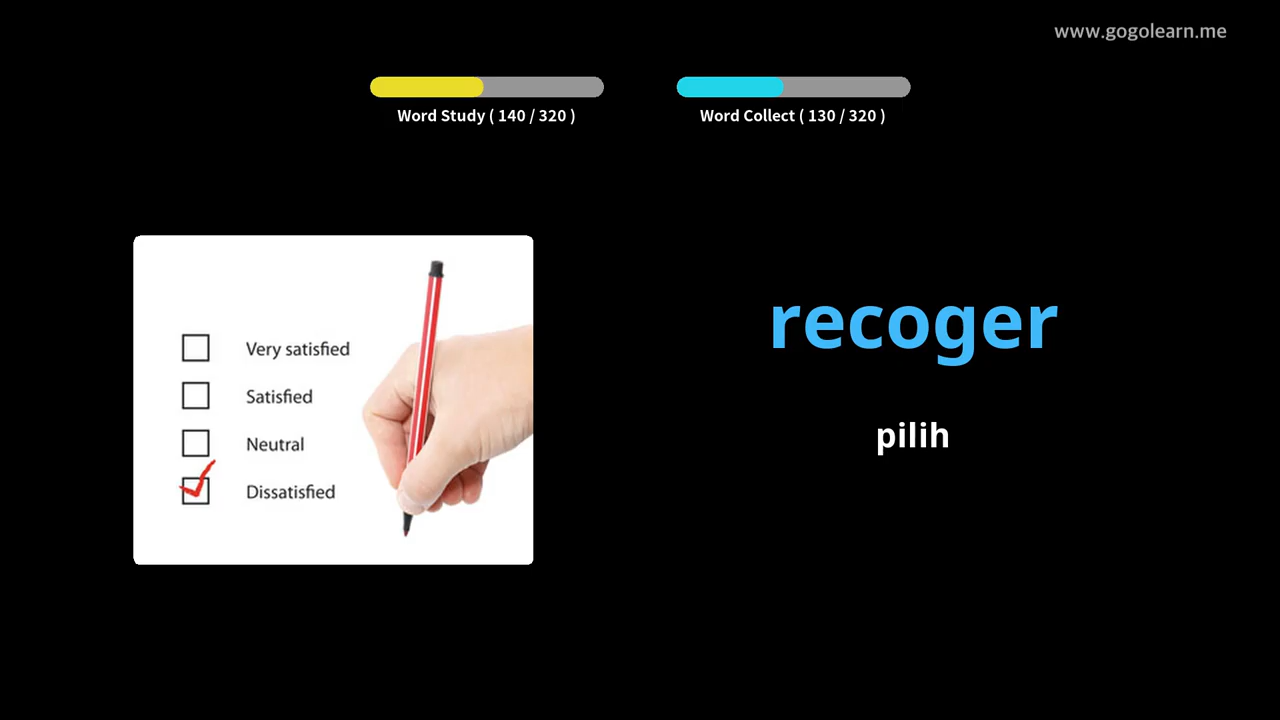 www.gogolearn.me
Word Study ( 140 / 320 )
Word Collect ( 130 / 320 )
Very satisfied
Satisfied
Neutral
Dissatisfied
recoger
pilih